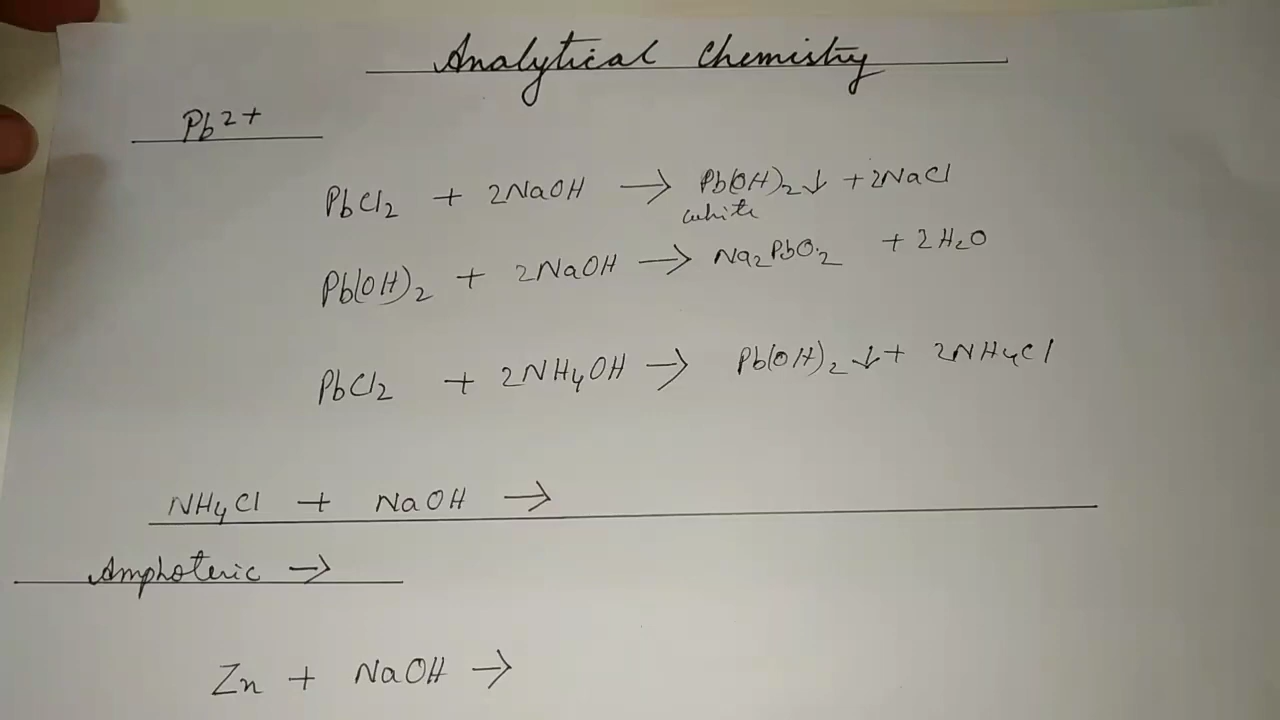 Analytical Chemistry
Pb2+
PbCl2 + 2NaOH → Pb(OH)2↓ + 2NaCl
white
Pb(OH)2 + 2NaOH → Na2PbO2 + 2H2O
PbCl2 + 2NH4OH → Pb(OH)2↓ + 2NH4Cl
NH4Cl + NaOH →
Amphoteric →
Zn + NaOH →